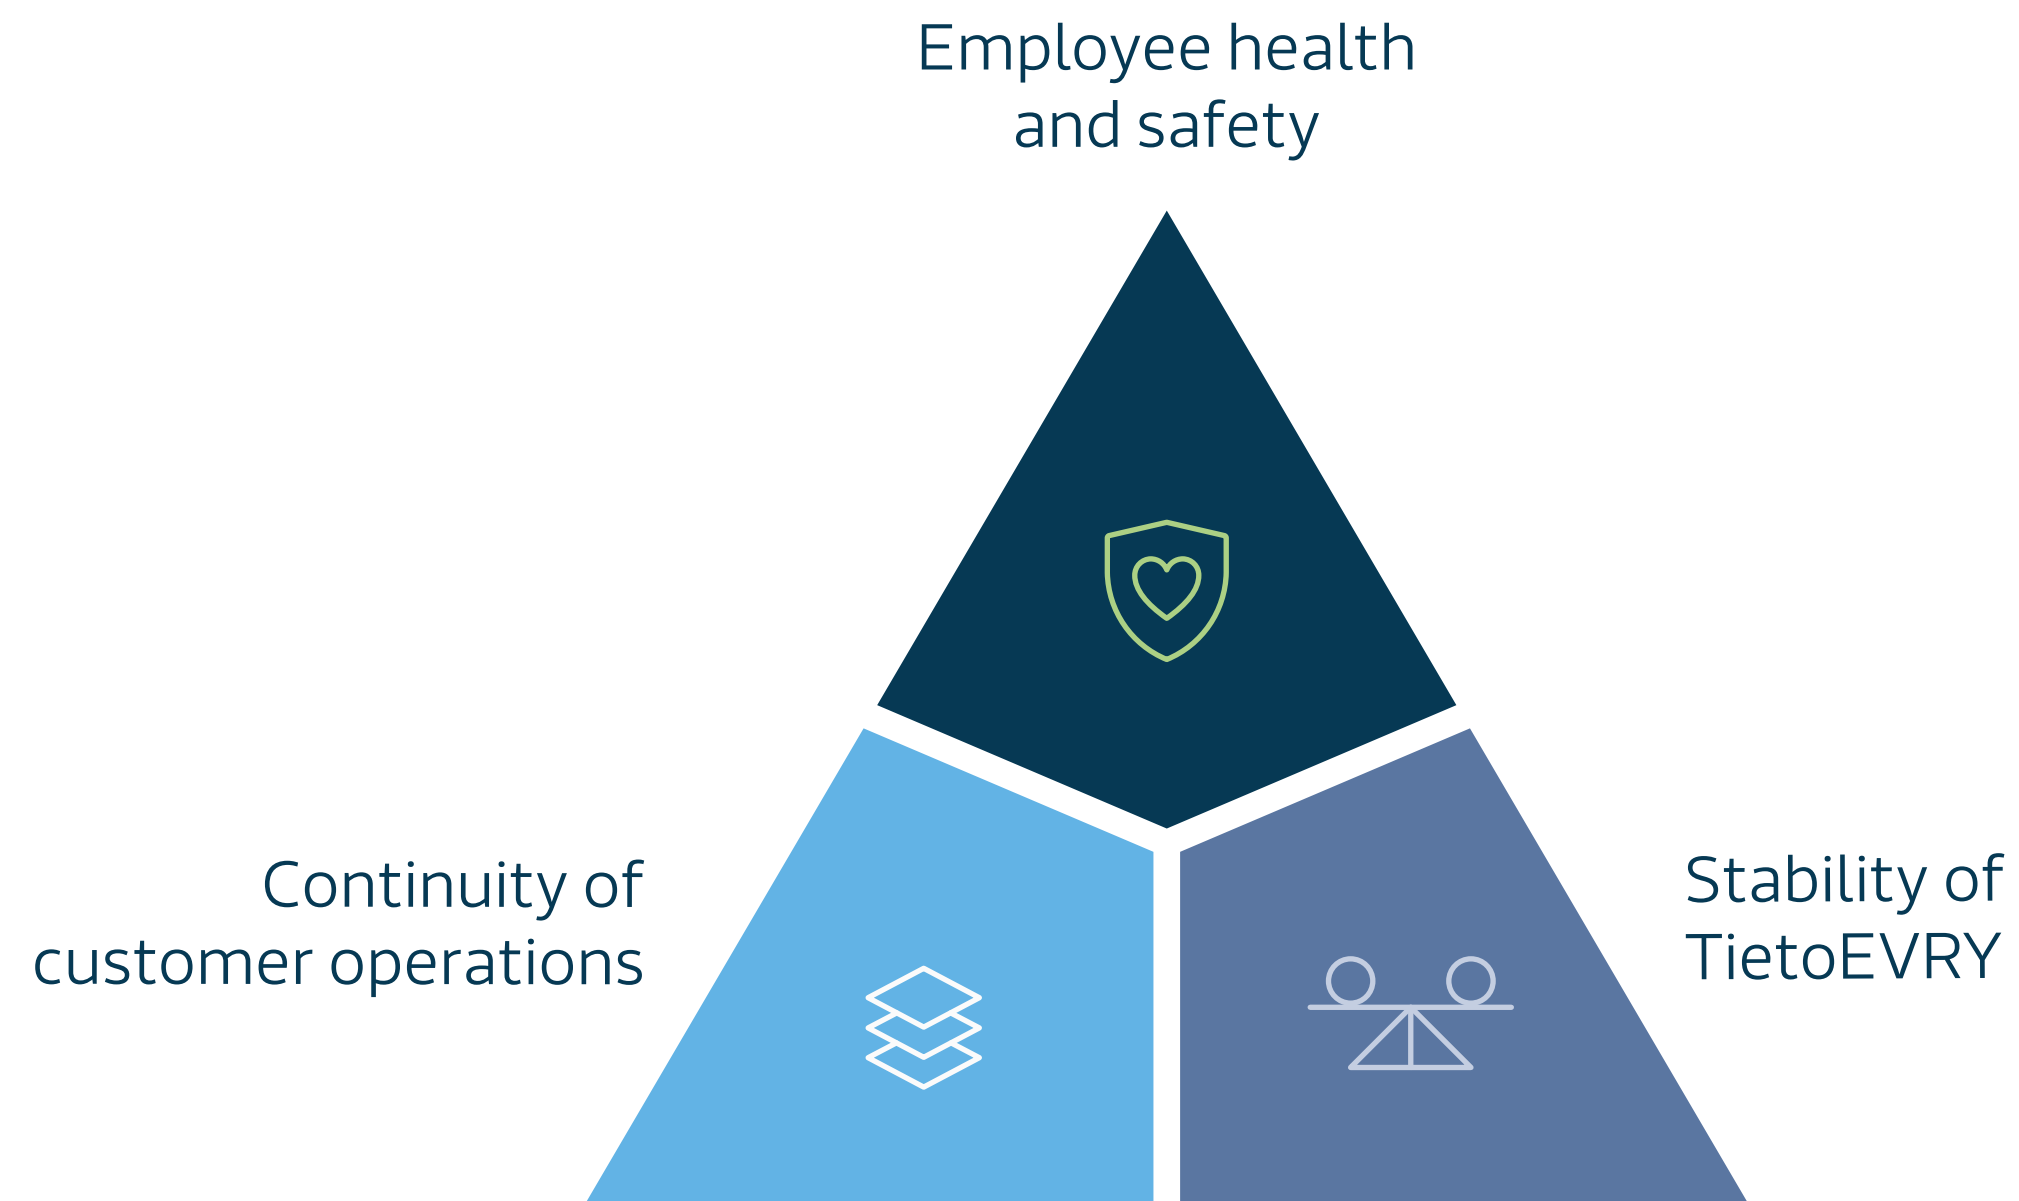 Employee health
and safety
Continuity of
customer operations
Stability of
TietoEVRY